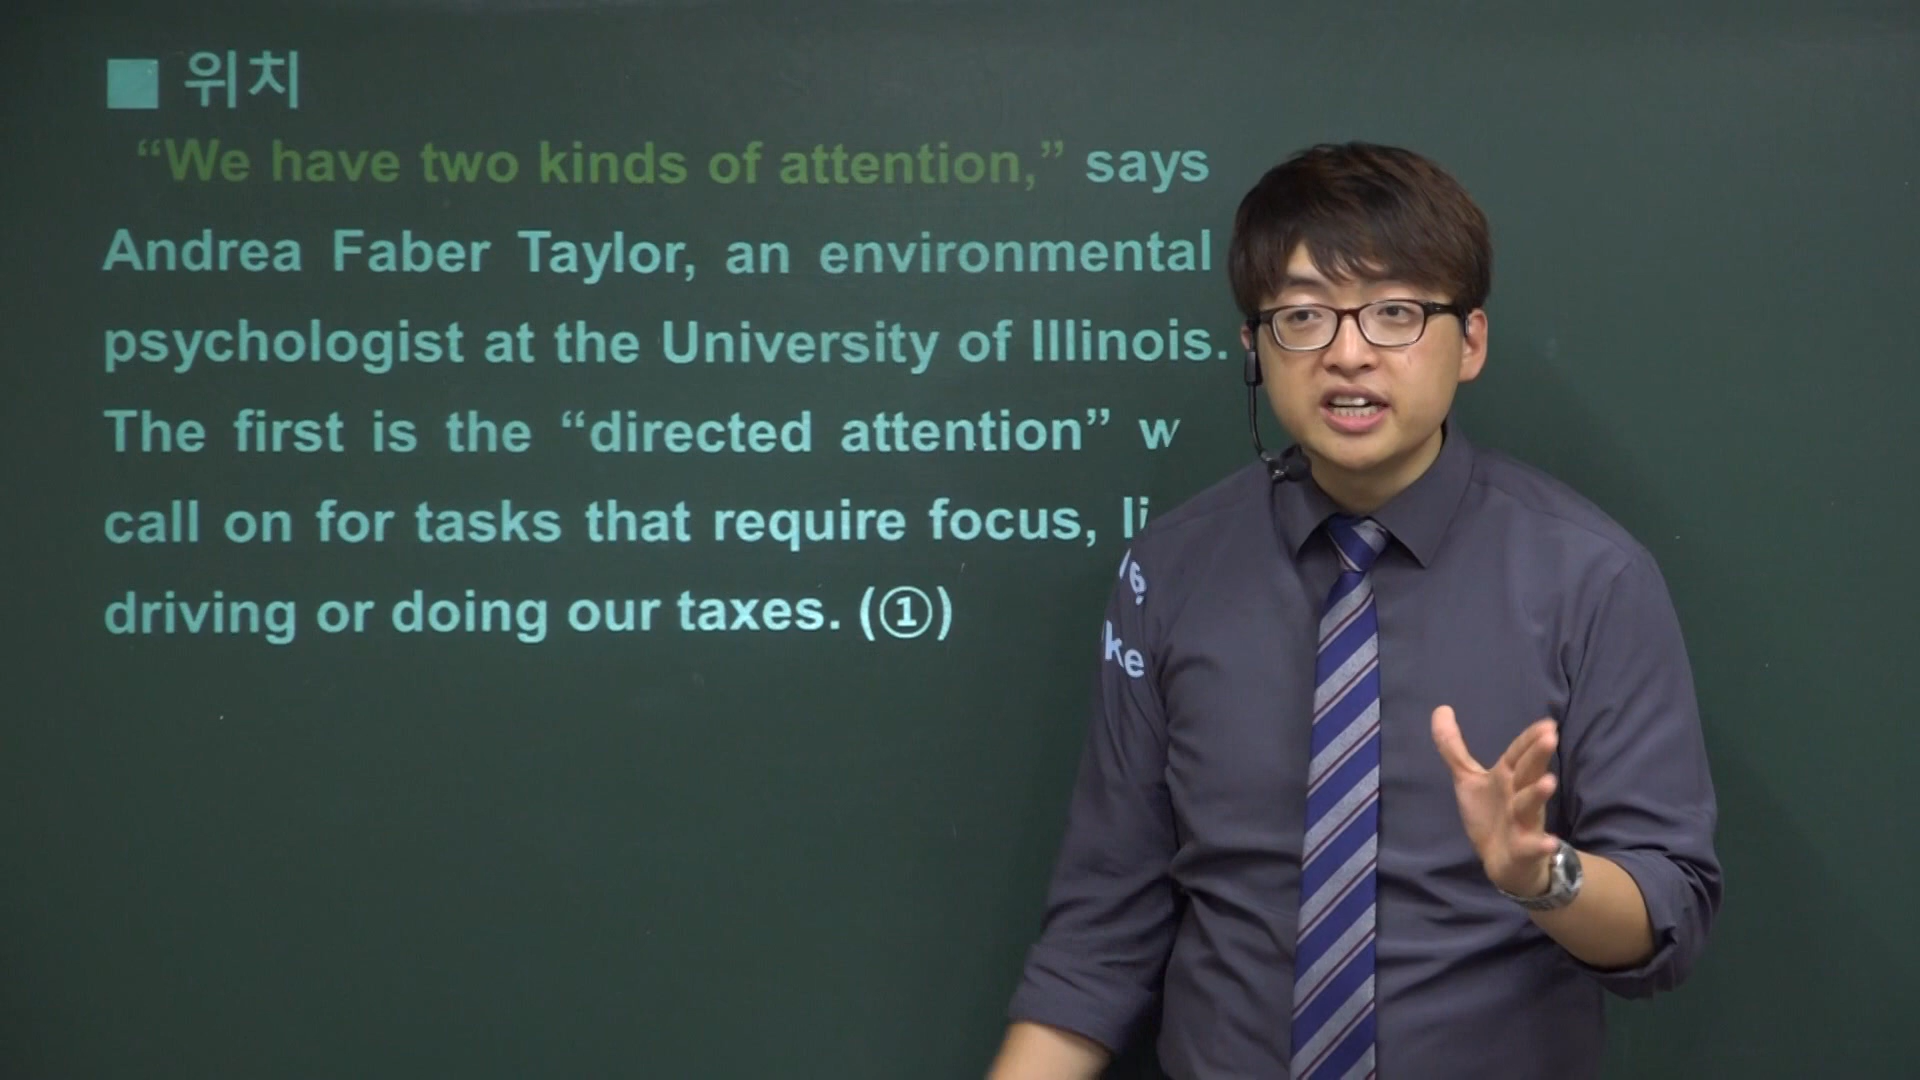 ■ 위치
“We have two kinds of attention,” says
Andrea Faber Taylor, an environmental
psychologist at the University of Illinois.
The first is the “directed attention” w
call on for tasks that require focus, li
driving or doing our taxes. (①)
ke